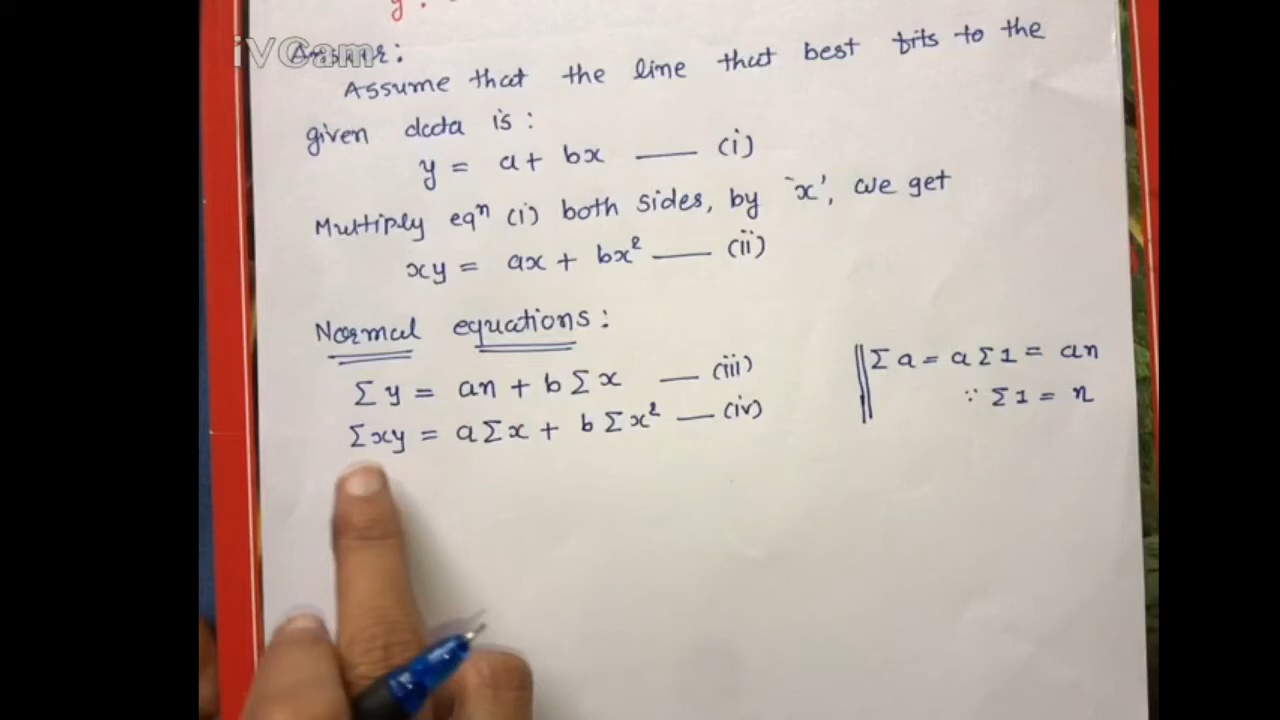 y
iVCam
Answer:
Assume that the line that best fits to the
given data is:
y = a + bx — (i)
Multiply eqⁿ (i) both sides, by 'x', we get
xy = ax + bx² — (ii)
Normal equations:
Σy = an + bΣx — (iii)
Σxy = aΣx + bΣx² — (iv)
Σa = aΣ1 = an
∵ Σ1 = n